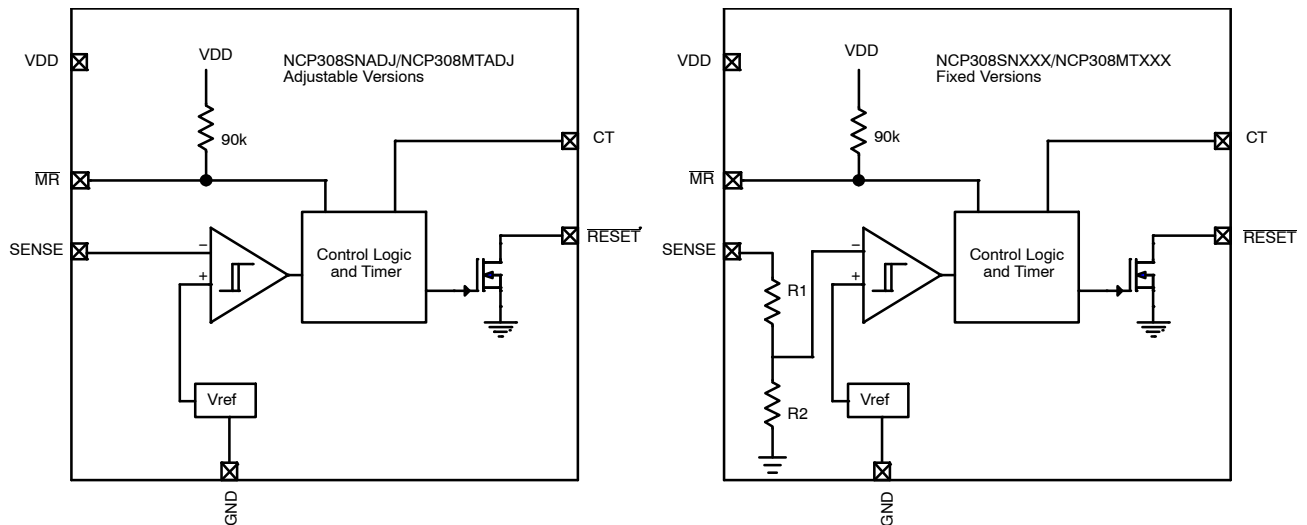 VDD
VDD
NCP308SNADJ/NCP308MTADJ
Adjustable Versions
90k
CT
MR
SENSE
−
+
Control Logic
and Timer
RESET
Vref
GND
VDD
VDD
NCP308SNXXX/NCP308MTXXX
Fixed Versions
90k
CT
MR
SENSE
R1
−
+
Control Logic
and Timer
RESET
R2
Vref
GND